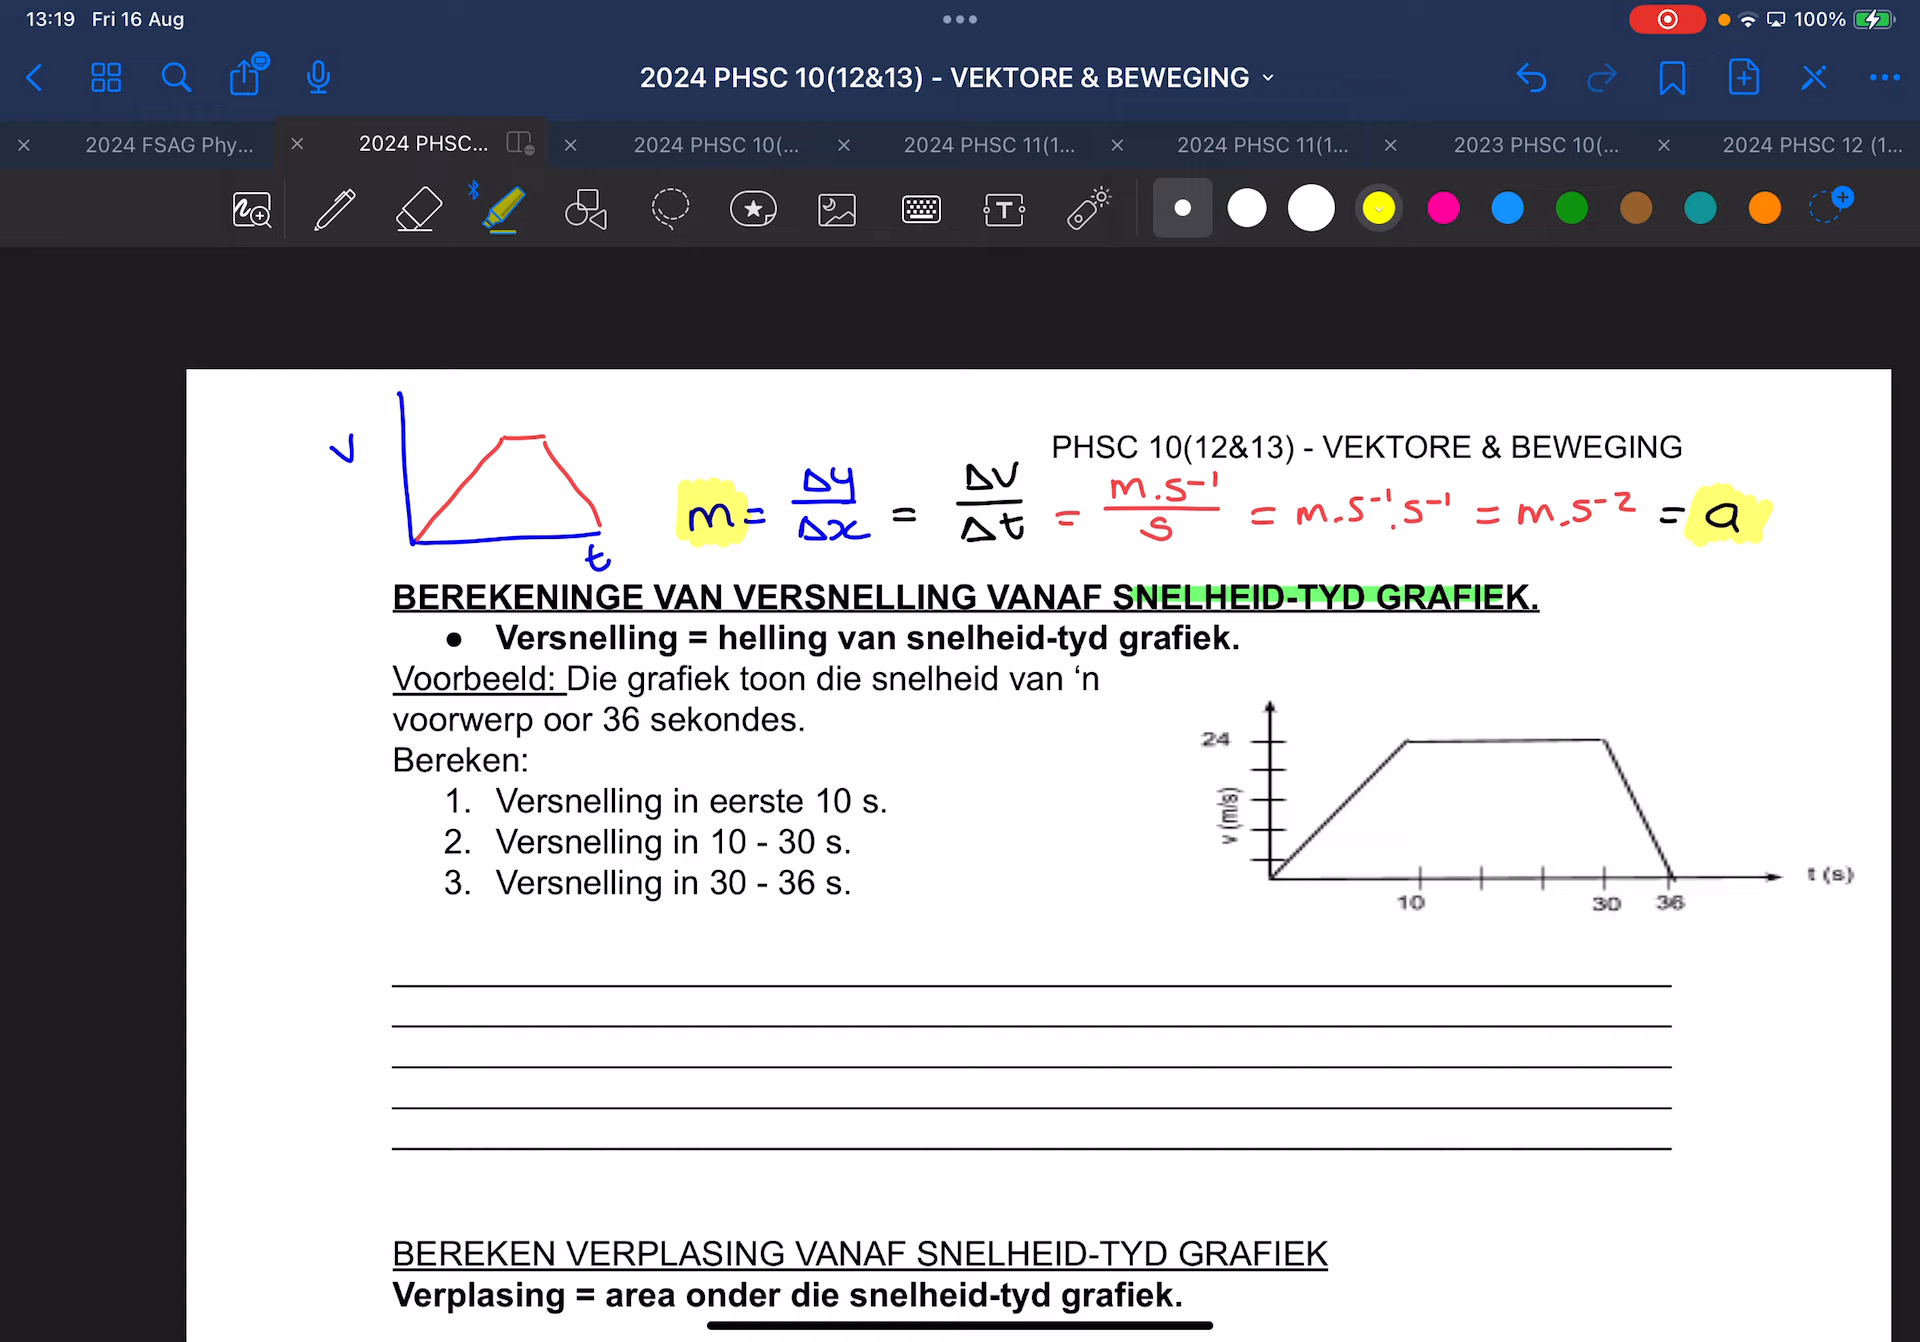 13:19 Fri 16 Aug
100%
2024 PHSC 10(12&13) - VEKTORE & BEWEGING
2024 FSAG Phy...
2024 PHSC...
2024 PHSC 10(...
2024 PHSC 11(1...
2024 PHSC 11(1...
2023 PHSC 10(...
2024 PHSC 12 (1...
v
t
PHSC 10(12&13) - VEKTORE & BEWEGING
m = Δy/Δx = Δv/Δt = m.s⁻¹/s = m.s⁻¹.s⁻¹ = m.s⁻² = a
BEREKENINGE VAN VERSNELLING VANAF SNELHEID-TYD GRAFIEK.
● Versnelling = helling van snelheid-tyd grafiek.
Voorbeeld: Die grafiek toon die snelheid van ‘n
voorwerp oor 36 sekondes.
Bereken:
1. Versnelling in eerste 10 s.
2. Versnelling in 10 - 30 s.
3. Versnelling in 30 - 36 s.
24
v (m/s)
t (s)
10 30 36
BEREKEN VERPLASING VANAF SNELHEID-TYD GRAFIEK
Verplasing = area onder die snelheid-tyd grafiek.